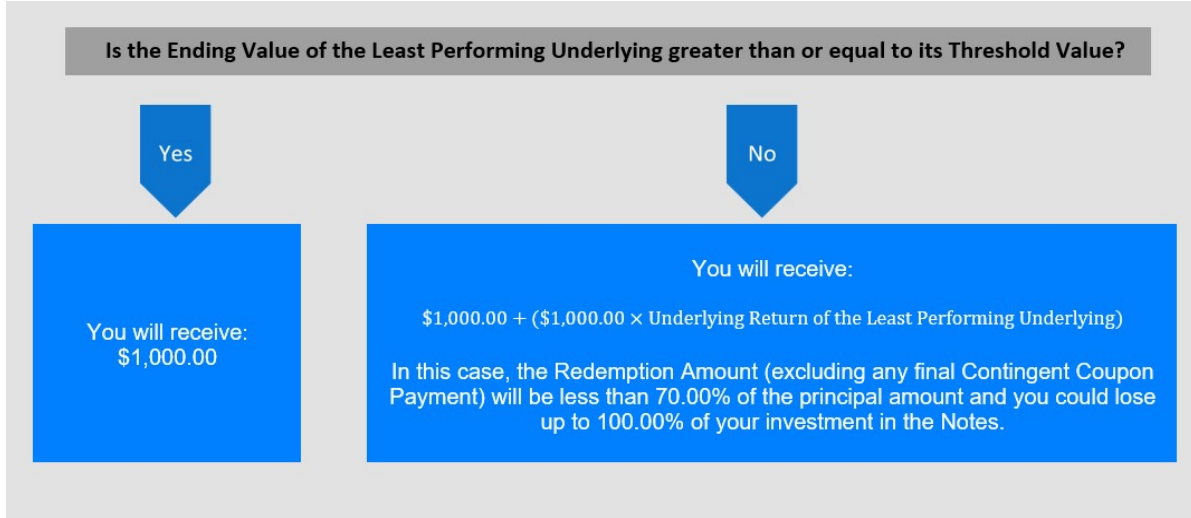 Is the Ending Value of the Least Performing Underlying greater than or equal to its Threshold Value?
Yes
No
You will receive:
$1,000.00
You will receive:
$1,000.00 + ($1,000.00 × Underlying Return of the Least Performing Underlying)
In this case, the Redemption Amount (excluding any final Contingent Coupon
Payment) will be less than 70.00% of the principal amount and you could lose
up to 100.00% of your investment in the Notes.